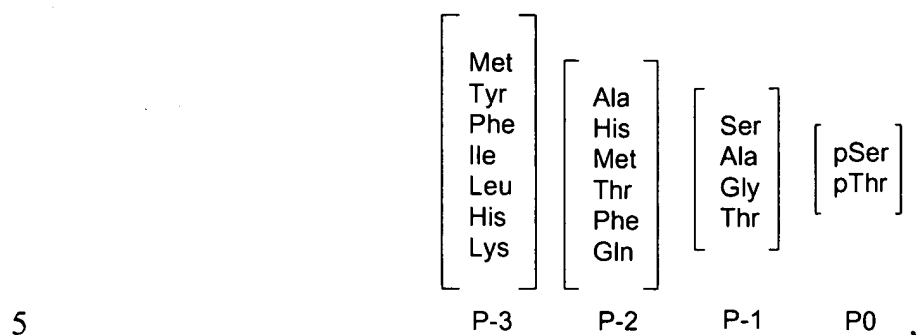 Met
Tyr
Phe
Ile
Leu
His
Lys
Ala
His
Met
Thr
Phe
Gln
Ser
Ala
Gly
Thr
pSer
pThr
5 P-3 P-2 P-1 P0 ,